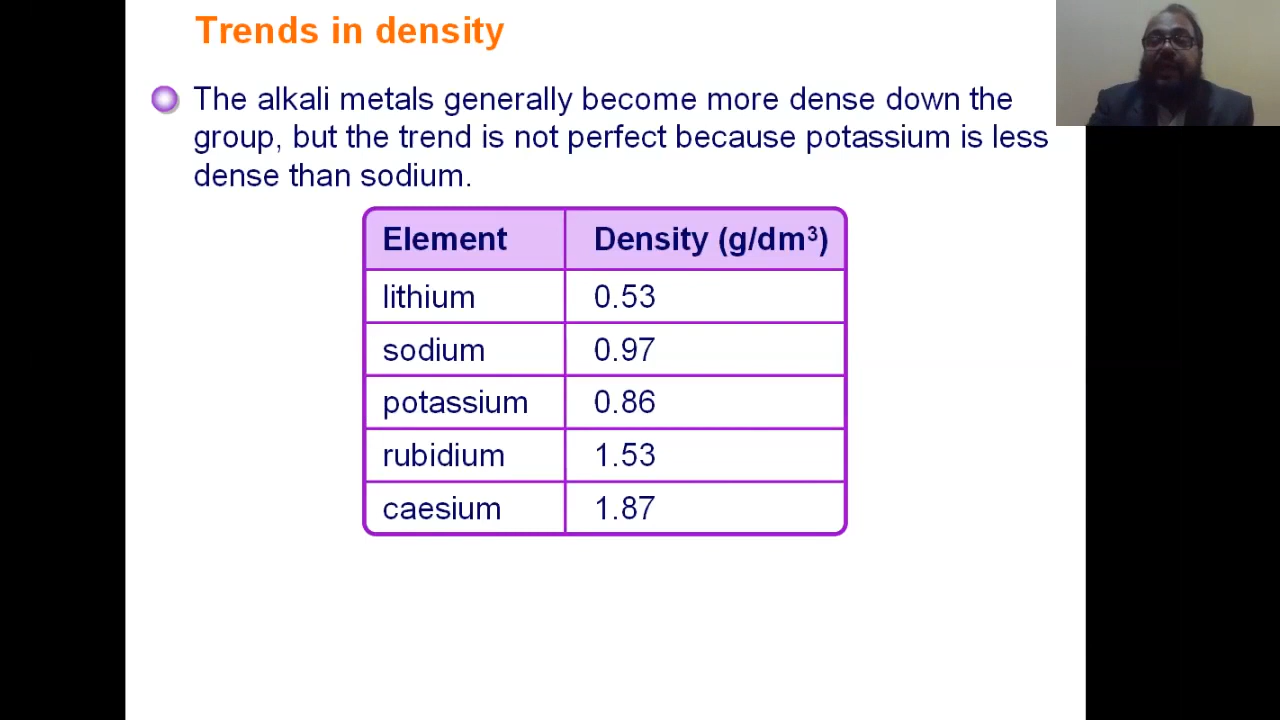 Trends in density
The alkali metals generally become more dense down the
group, but the trend is not perfect because potassium is less
dense than sodium.
Element Density (g/dm³)
lithium 0.53
sodium 0.97
potassium 0.86
rubidium 1.53
caesium 1.87